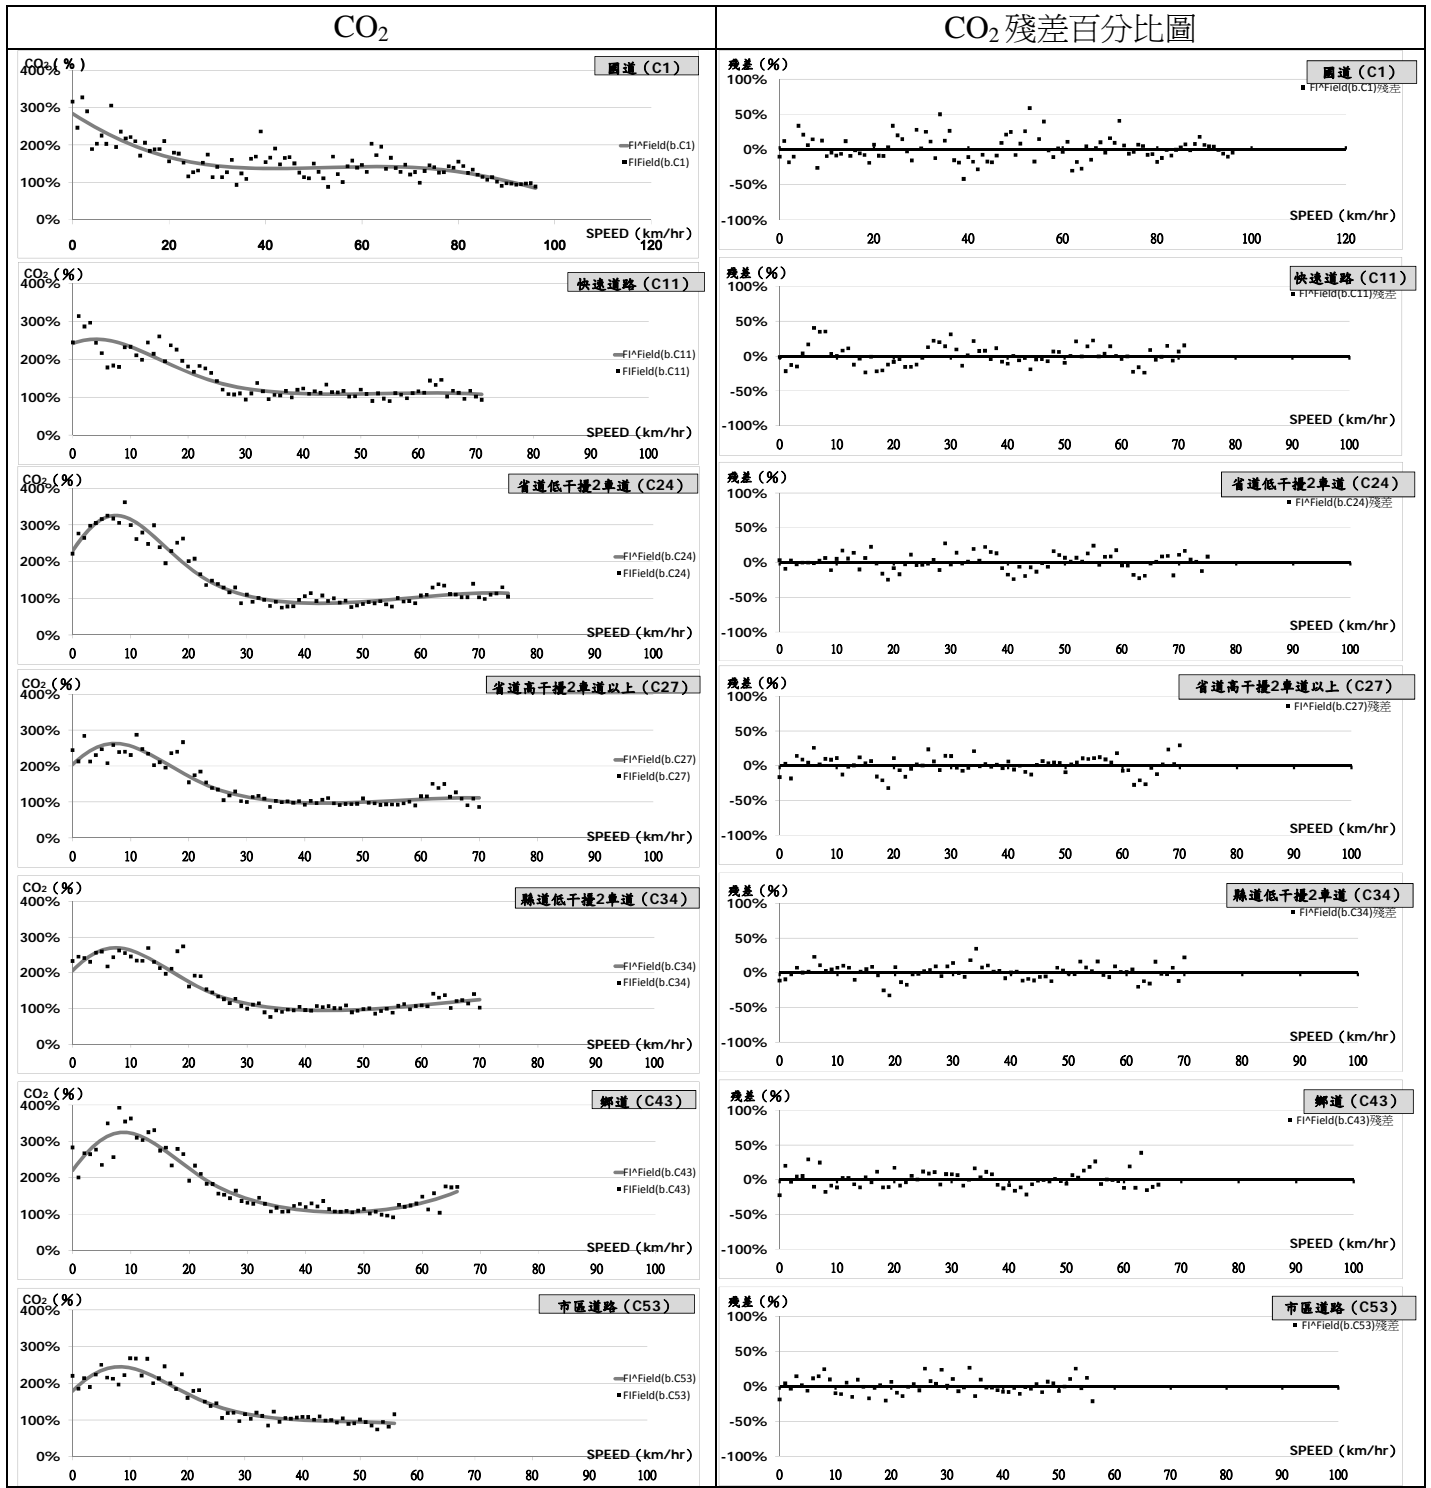 CO₂
CO₂殘差百分比圖
CO₂(%)
國道(C1)
400%
300%
200%
100%
0%
FI^Field(b.C1)
FIField(b.C1)
SPEED(km/hr)
0 20 40 60 80 100 120
殘差(%)
國道(C1)
FI^Field(b.C1)殘差
100%
50%
0%
-50%
-100%
SPEED(km/hr)
0 20 40 60 80 100 120
CO₂(%)
快速道路(C11)
400%
300%
200%
100%
0%
FI^Field(b.C11)
FIField(b.C11)
SPEED(km/hr)
0 10 20 30 40 50 60 70 80 90 100
殘差(%)
快速道路(C11)
FI^Field(b.C11)殘差
100%
50%
0%
-50%
-100%
SPEED(km/hr)
0 10 20 30 40 50 60 70 80 90 100
CO₂(%)
省道低干擾2車道(C24)
400%
300%
200%
100%
0%
FI^Field(b.C24)
FIField(b.C24)
SPEED(km/hr)
0 10 20 30 40 50 60 70 80 90 100
殘差(%)
省道低干擾2車道(C24)
FI^Field(b.C24)殘差
100%
50%
0%
-50%
-100%
SPEED(km/hr)
0 10 20 30 40 50 60 70 80 90 100
CO₂(%)
省道高干擾2車道以上(C27)
400%
300%
200%
100%
0%
FI^Field(b.C27)
FIField(b.C27)
SPEED(km/hr)
0 10 20 30 40 50 60 70 80 90 100
殘差(%)
省道高干擾2車道以上(C27)
FI^Field(b.C27)殘差
100%
50%
0%
-50%
-100%
SPEED(km/hr)
0 10 20 30 40 50 60 70 80 90 100
CO₂(%)
縣道低干擾2車道(C34)
400%
300%
200%
100%
0%
FI^Field(b.C34)
FIField(b.C34)
SPEED(km/hr)
0 10 20 30 40 50 60 70 80 90 100
殘差(%)
縣道低干擾2車道(C34)
FI^Field(b.C34)殘差
100%
50%
0%
-50%
-100%
SPEED(km/hr)
0 10 20 30 40 50 60 70 80 90 100
CO₂(%)
鄉道(C43)
400%
300%
200%
100%
0%
FI^Field(b.C43)
FIField(b.C43)
SPEED(km/hr)
0 10 20 30 40 50 60 70 80 90 100
殘差(%)
鄉道(C43)
FI^Field(b.C43)殘差
100%
50%
0%
-50%
-100%
SPEED(km/hr)
0 10 20 30 40 50 60 70 80 90 100
CO₂(%)
市區道路(C53)
400%
300%
200%
100%
0%
FI^Field(b.C53)
FIField(b.C53)
SPEED(km/hr)
0 10 20 30 40 50 60 70 80 90 100
殘差(%)
市區道路(C53)
FI^Field(b.C53)殘差
100%
50%
0%
-50%
-100%
SPEED(km/hr)
0 10 20 30 40 50 60 70 80 90 100